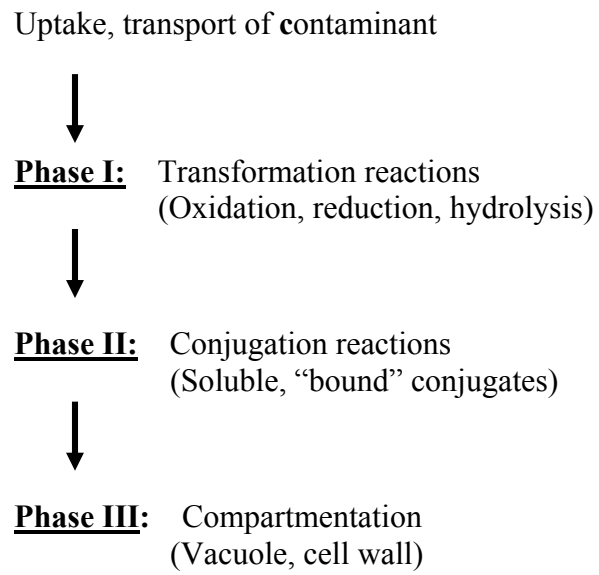 Uptake, transport of contaminant
Phase I: Transformation reactions
(Oxidation, reduction, hydrolysis)
Phase II: Conjugation reactions
(Soluble, “bound” conjugates)
Phase III: Compartmentation
(Vacuole, cell wall)